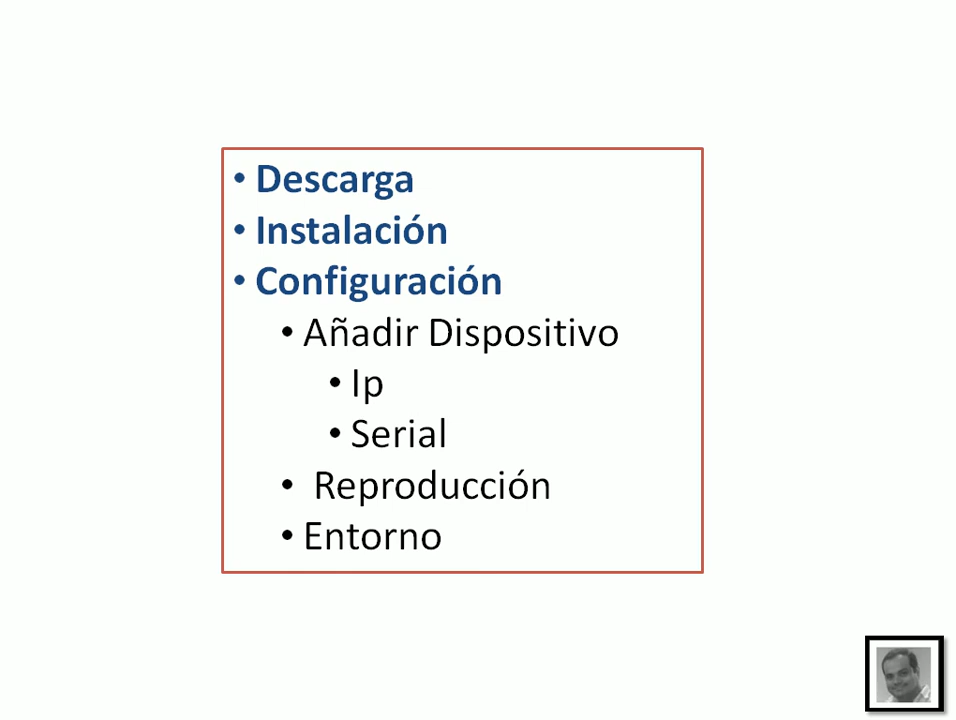 • Descarga
• Instalación
• Configuración
• Añadir Dispositivo
• Ip
• Serial
• Reproducción
• Entorno